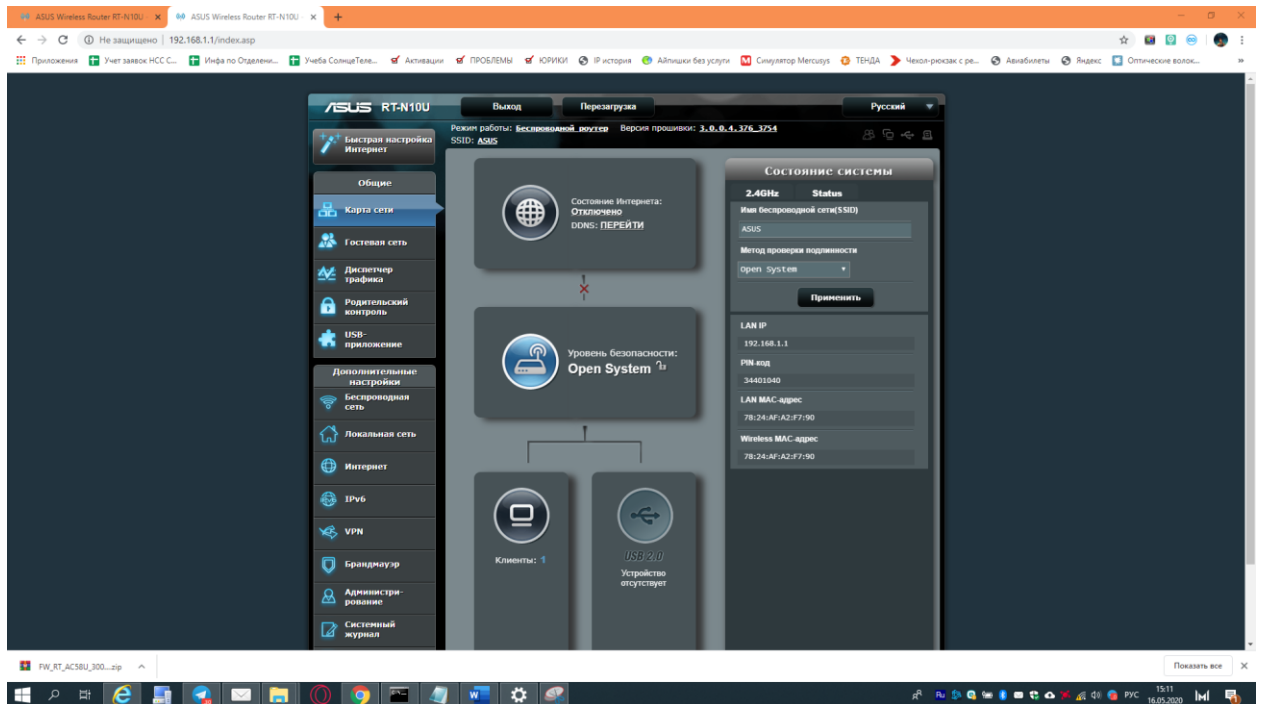 ASUS Wireless Router RT-N10U
ASUS Wireless Router RT-N10U
Не защищено | 192.168.1.1/index.asp
Приложения
Учет заявок НСС С...
Инфа по Отделени...
Учеба СолнцеТеле...
Активации
ПРОБЛЕМЫ
ЮРИКИ
IP история
Айпишки без услуги
Симулятор Mercusys
ТЕНДА
Чехол-рюкзак с ре...
Авиабилеты
Яндекс
Оптические волок...
ASUS RT-N10U
Выход
Перезагрузка
Русский
Режим работы: Беспроводной роутер Версия прошивки: 3.0.0.4.376_3754
SSID: ASUS
Быстрая настройка
Интернет
Общие
Карта сети
Гостевая сеть
Диспетчер
трафика
Родительский
контроль
USB-
приложение
Дополнительные
настройки
Беспроводная
сеть
Локальная сеть
Интернет
IPv6
VPN
Брандмауэр
Администри-
рование
Системный
журнал
Состояние Интернета:
Отключено
DDNS: ПЕРЕЙТИ
Уровень безопасности:
Open System
Клиенты: 1
USB 2.0
Устройство
отсутствует
Состояние системы
2.4GHz
Status
Имя беспроводной сети(SSID)
ASUS
Метод проверки подлинности
Open System
Применить
LAN IP
192.168.1.1
PIN-код
34401040
LAN MAC-адрес
78:24:AF:A2:F7:90
Wireless MAC-адрес
78:24:AF:A2:F7:90
FW_RT_AC58U_300....zip
Показать все
РУС
15:11
16.05.2020